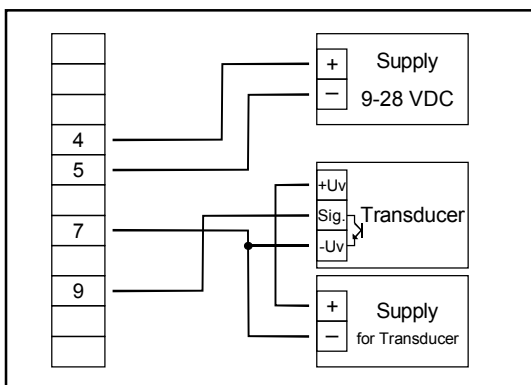 4
5
7
9
+
−
Supply
9-28 VDC
+Uv
Sig.
-Uv
Transducer
+
−
Supply
for Transducer